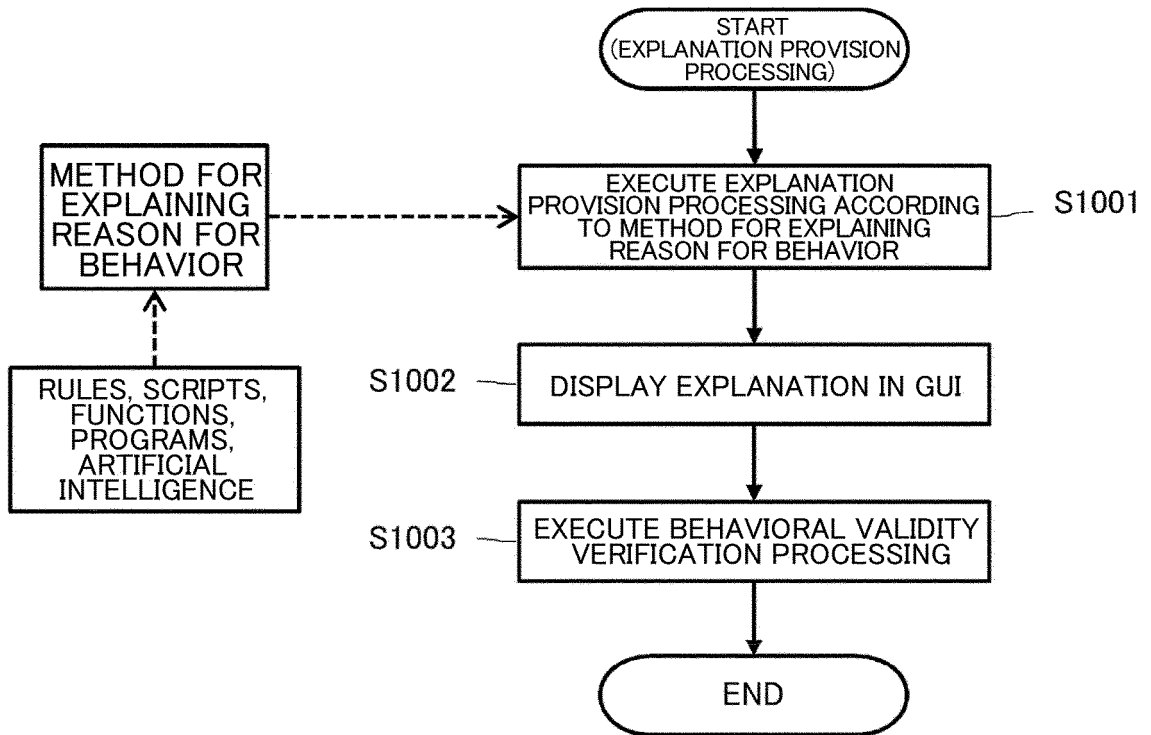 START
(EXPLANATION PROVISION
PROCESSING)
METHOD FOR
EXPLAINING
REASON FOR
BEHAVIOR
EXECUTE EXPLANATION
PROVISION PROCESSING ACCORDING
TO METHOD FOR EXPLAINING
REASON FOR BEHAVIOR
S1001
RULES, SCRIPTS,
FUNCTIONS,
PROGRAMS,
ARTIFICIAL
INTELLIGENCE
S1002
DISPLAY EXPLANATION IN GUI
S1003
EXECUTE BEHAVIORAL VALIDITY
VERIFICATION PROCESSING
END